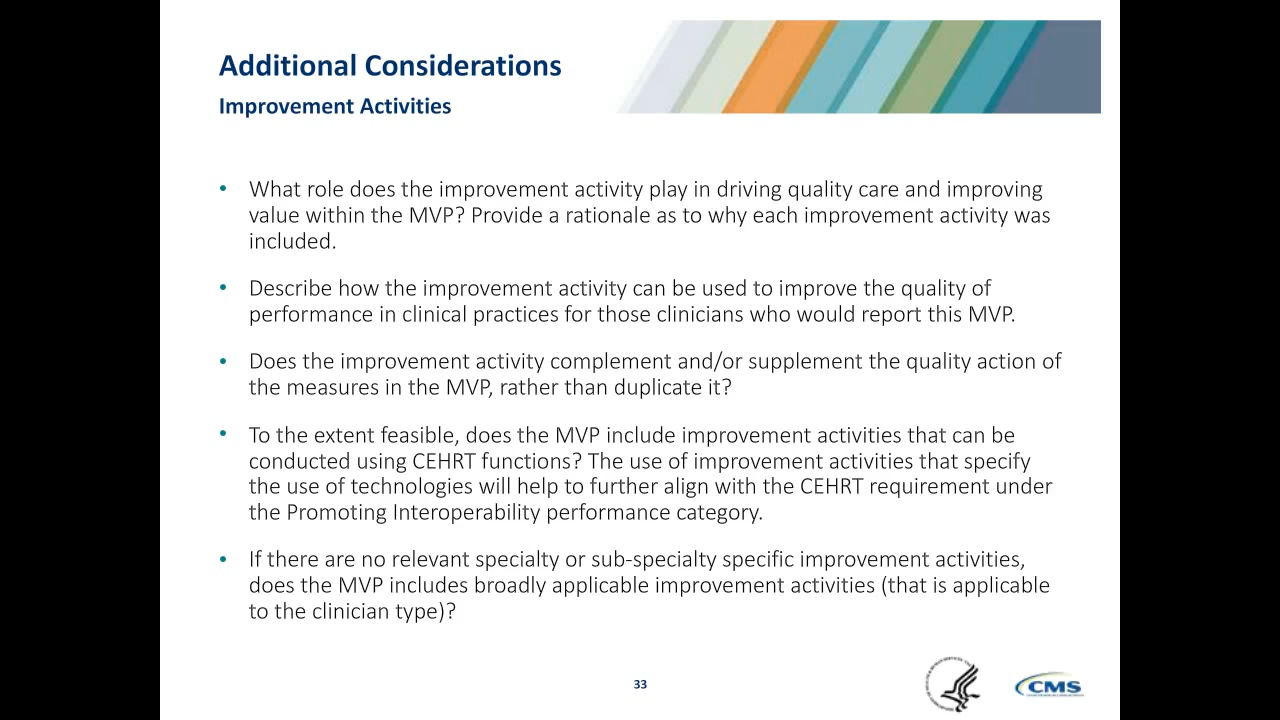 Additional Considerations
Improvement Activities
• What role does the improvement activity play in driving quality care and improving
value within the MVP? Provide a rationale as to why each improvement activity was
included.
• Describe how the improvement activity can be used to improve the quality of
performance in clinical practices for those clinicians who would report this MVP.
• Does the improvement activity complement and/or supplement the quality action of
the measures in the MVP, rather than duplicate it?
• To the extent feasible, does the MVP include improvement activities that can be
conducted using CEHRT functions? The use of improvement activities that specify
the use of technologies will help to further align with the CEHRT requirement under
the Promoting Interoperability performance category.
• If there are no relevant specialty or sub-specialty specific improvement activities,
does the MVP includes broadly applicable improvement activities (that is applicable
to the clinician type)?
33
CMS